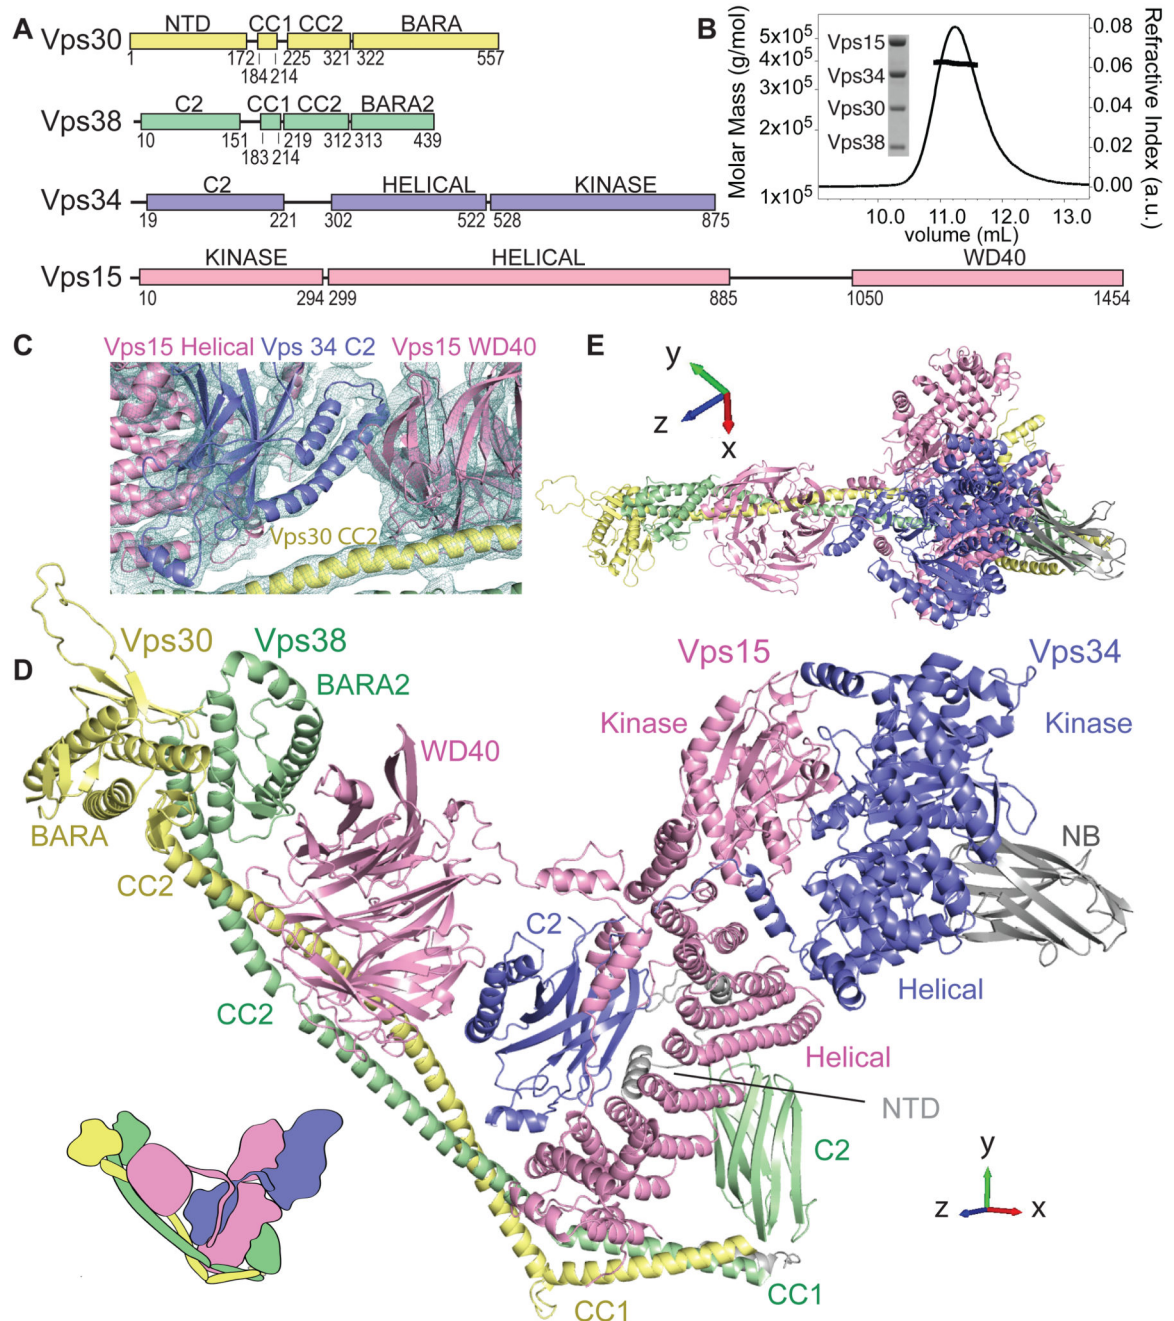 A
NTD CC1 CC2 BARA
Vps30
1 172 225 321 322 557
184 214
C2 CC1 CC2 BARA2
Vps38
10 151 219 312 313 439
183 214
C2 HELICAL KINASE
Vps34
19 221 302 522 528 875
KINASE HELICAL WD40
Vps15
10 294 299 885 1050 1454
B
Molar Mass (g/mol)
5x10⁵
4x10⁵
3x10⁵
2x10⁵
1x10⁵
Vps15
Vps34
Vps30
Vps38
0.08
0.06
0.04
0.02
0.00
Refractive Index (a.u.)
10.0 11.0 12.0 13.0
volume (mL)
C
Vps15 Helical Vps 34 C2 Vps15 WD40
Vps30 CC2
E
y
z
x
D
Vps30 Vps38
BARA2
WD40
BARA
CC2
CC2
Vps15 Vps34
Kinase Kinase
NB
C2
Helical
Helical
NTD
C2
CC1
CC1
y
z x